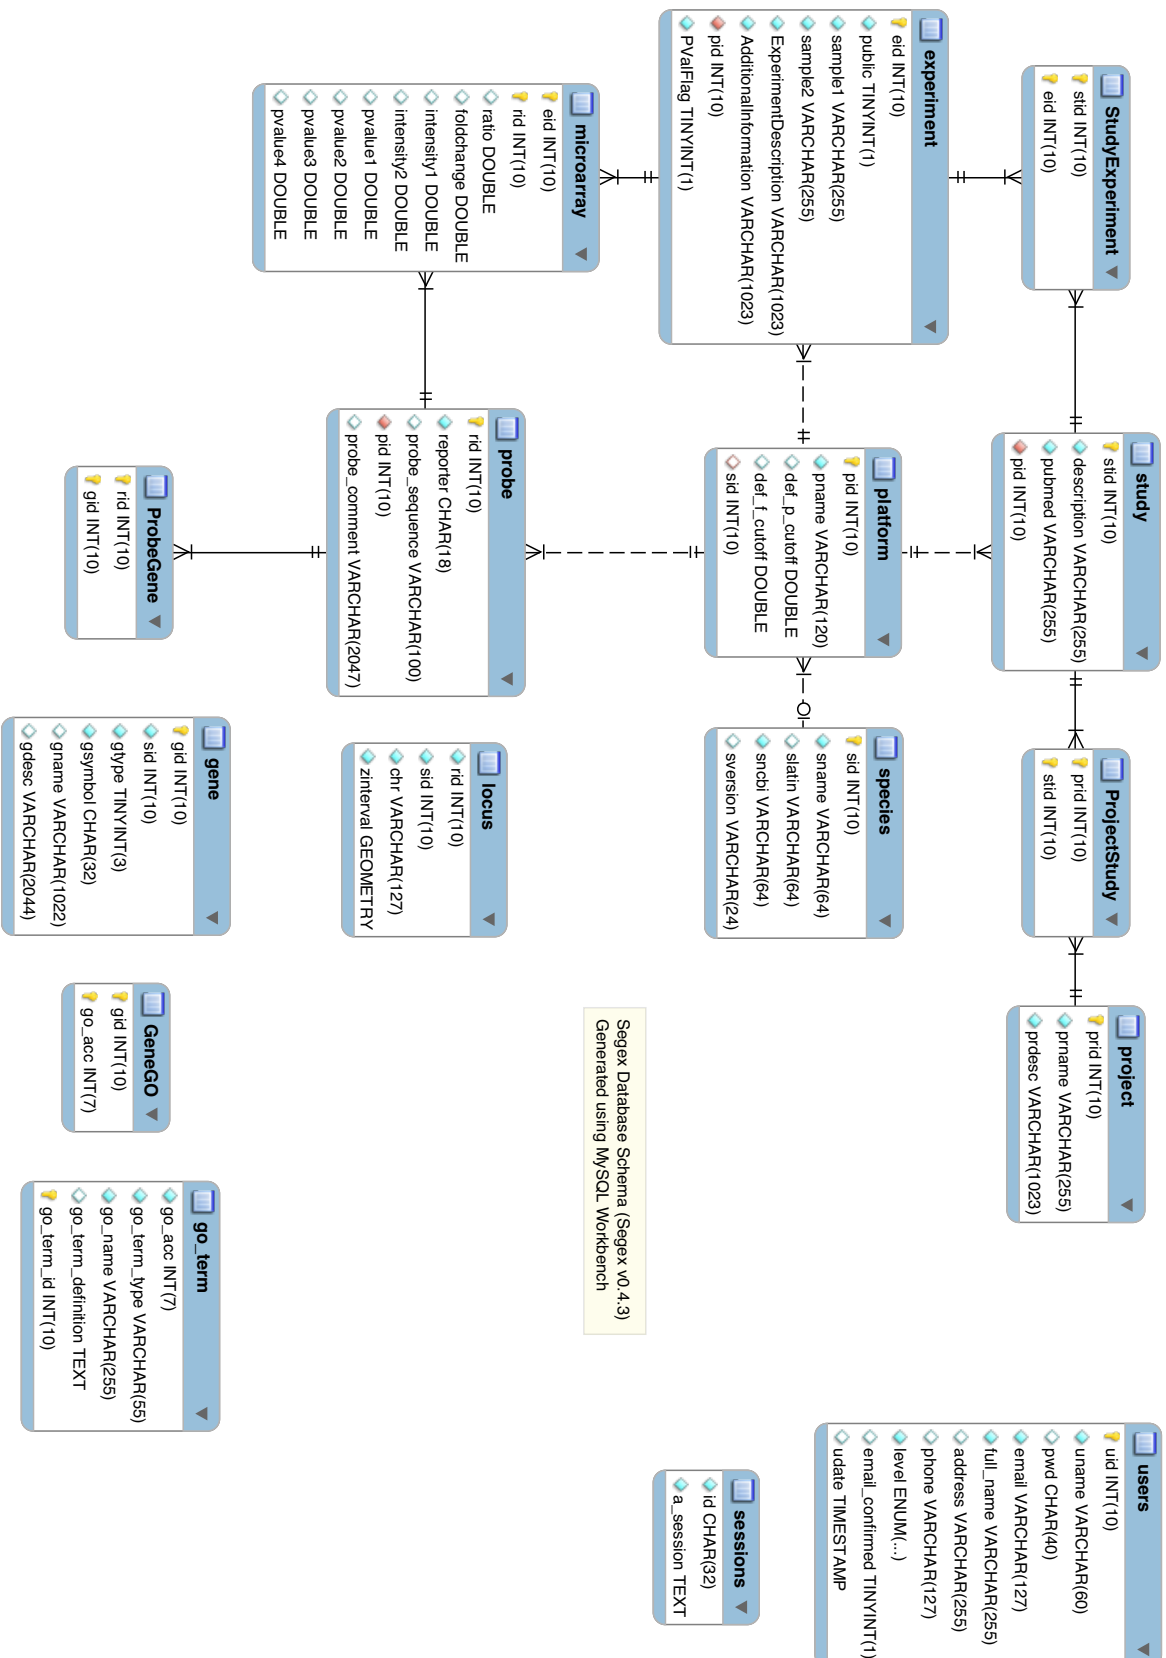 StudyExperiment
stid INT(10)
eid INT(10)
study
stid INT(10)
description VARCHAR(255)
pubmed VARCHAR(255)
pid INT(10)
ProjectStudy
prid INT(10)
stid INT(10)
project
prid INT(10)
prname VARCHAR(255)
prdesc VARCHAR(1023)
users
uid INT(10)
uname VARCHAR(60)
pwd CHAR(40)
email VARCHAR(127)
full_name VARCHAR(255)
address VARCHAR(255)
phone VARCHAR(127)
level ENUM(...)
email_confirmed TINYINT(1)
udate TIMESTAMP
experiment
eid INT(10)
public TINYINT(1)
sample1 VARCHAR(255)
sample2 VARCHAR(255)
ExperimentDescription VARCHAR(1023)
AdditionalInformation VARCHAR(1023)
pid INT(10)
PValFlag TINYINT(1)
platform
pid INT(10)
pname VARCHAR(120)
def_p_cutoff DOUBLE
def_f_cutoff DOUBLE
sid INT(10)
species
sid INT(10)
sname VARCHAR(64)
slatin VARCHAR(64)
sncbi VARCHAR(64)
sversion VARCHAR(24)
sessions
id CHAR(32)
a_session TEXT
Segex Database Schema (Segex v0.4.3)
Generated using MySQL Workbench
microarray
eid INT(10)
rid INT(10)
ratio DOUBLE
foldchange DOUBLE
intensity1 DOUBLE
intensity2 DOUBLE
pvalue1 DOUBLE
pvalue2 DOUBLE
pvalue3 DOUBLE
pvalue4 DOUBLE
probe
rid INT(10)
reporter CHAR(18)
probe_sequence VARCHAR(100)
pid INT(10)
probe_comment VARCHAR(2047)
locus
rid INT(10)
sid INT(10)
chr VARCHAR(127)
zinterval GEOMETRY
ProbeGene
rid INT(10)
gid INT(10)
gene
gid INT(10)
sid INT(10)
gtype TINYINT(3)
gsymbol CHAR(32)
gname VARCHAR(1022)
gdesc VARCHAR(2044)
GeneGO
gid INT(10)
go_acc INT(7)
go_term
go_acc INT(7)
go_term_type VARCHAR(55)
go_name VARCHAR(255)
go_term_definition TEXT
go_term_id INT(10)